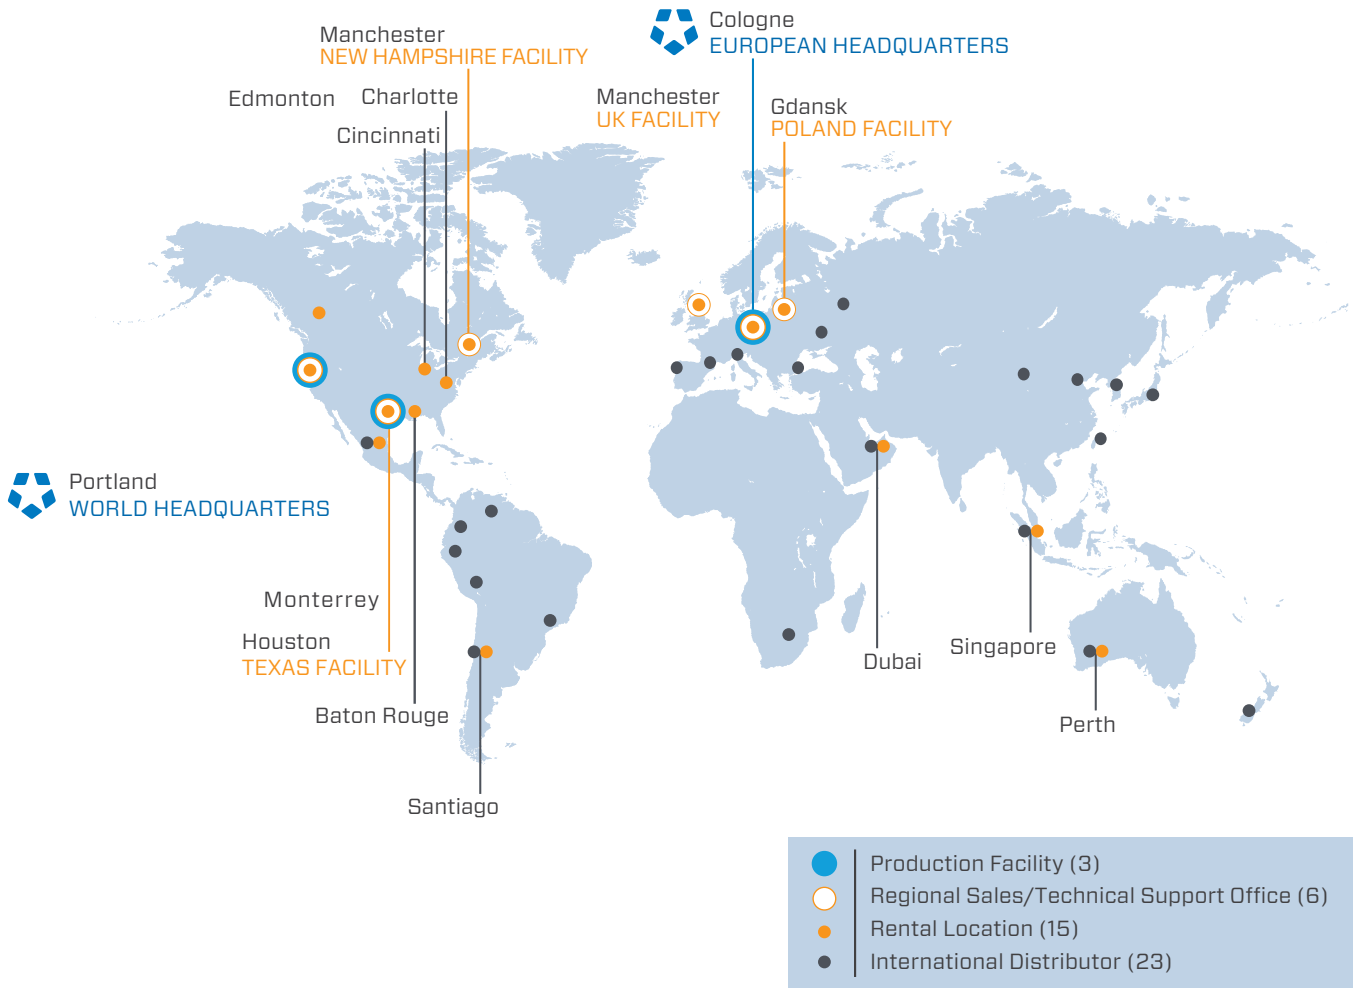 Manchester
NEW HAMPSHIRE FACILITY
Cologne
EUROPEAN HEADQUARTERS
Edmonton
Charlotte
Cincinnati
Manchester
UK FACILITY
Gdansk
POLAND FACILITY
Portland
WORLD HEADQUARTERS
Monterrey
Houston
TEXAS FACILITY
Baton Rouge
Santiago
Dubai
Singapore
Perth
Production Facility (3)
Regional Sales/Technical Support Office (6)
Rental Location (15)
International Distributor (23)